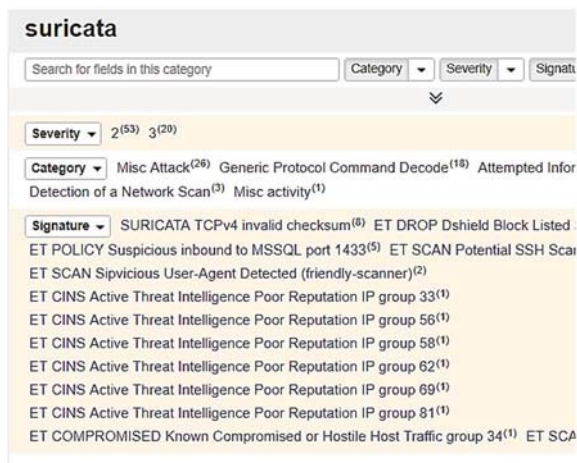 suricata
Search for fields in this category Category Severity Signatu
Severity 2(53) 3(20)
Category Misc Attack(26) Generic Protocol Command Decode(18) Attempted Infor
Detection of a Network Scan(3) Misc activity(1)
Signature SURICATA TCPv4 invalid checksum(8) ET DROP Dshield Block Listed
ET POLICY Suspicious inbound to MSSQL port 1433(5) ET SCAN Potential SSH Scan
ET SCAN Sipvicious User-Agent Detected (friendly-scanner)(2)
ET CINS Active Threat Intelligence Poor Reputation IP group 33(1)
ET CINS Active Threat Intelligence Poor Reputation IP group 56(1)
ET CINS Active Threat Intelligence Poor Reputation IP group 58(1)
ET CINS Active Threat Intelligence Poor Reputation IP group 62(1)
ET CINS Active Threat Intelligence Poor Reputation IP group 69(1)
ET CINS Active Threat Intelligence Poor Reputation IP group 81(1)
ET COMPROMISED Known Compromised or Hostile Host Traffic group 34(1) ET SCA